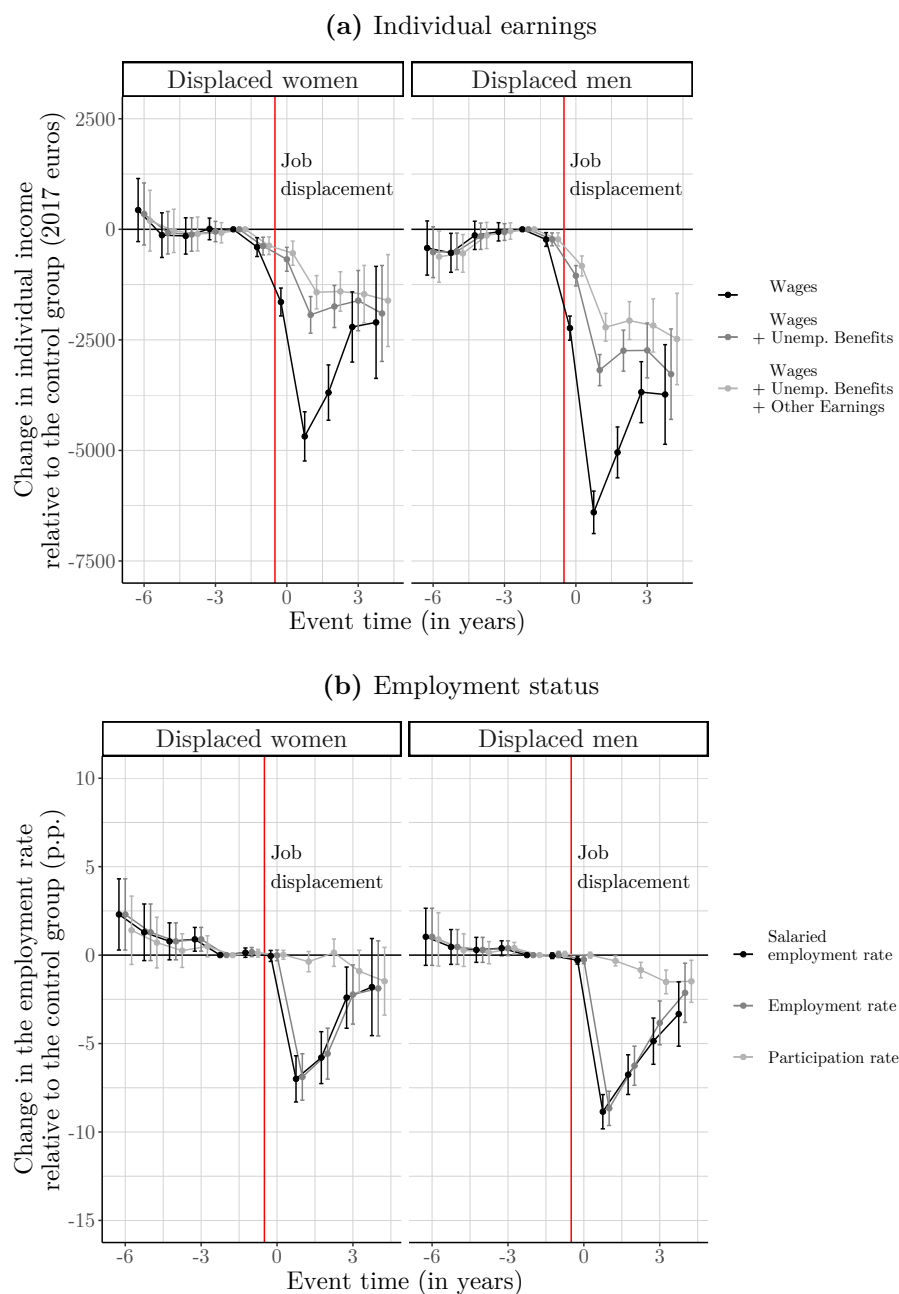 (a) Individual earnings
Displaced women
Displaced men
Change in individual income
relative to the control group (2017 euros)
2500
0
-2500
-5000
-7500
Job
displacement
Job
displacement
-6
-3
0
3
-6
-3
0
3
Event time (in years)
Wages
Wages
+ Unemp. Benefits
Wages
+ Unemp. Benefits
+ Other Earnings
(b) Employment status
Displaced women
Displaced men
Change in the employment rate
relative to the control group (p.p.)
10
5
0
-5
-10
-15
Job
displacement
Job
displacement
-6
-3
0
3
-6
-3
0
3
Event time (in years)
Salaried
employment rate
Employment rate
Participation rate